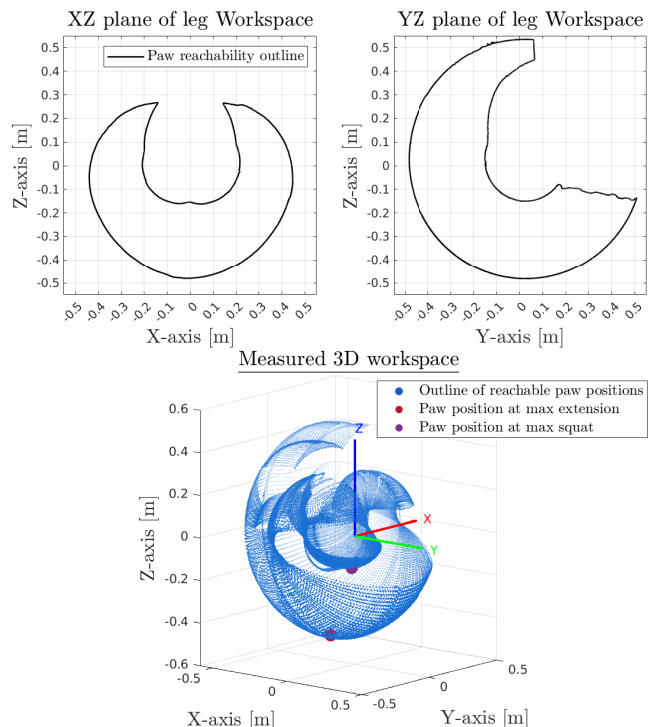 XZ plane of leg Workspace
Paw reachability outline
0.5
0.4
0.3
0.2
0.1
0
-0.1
-0.2
-0.3
-0.4
-0.5
-0.5 -0.4 -0.3 -0.2 -0.1 0 0.1 0.2 0.3 0.4 0.5
Z-axis [m]
X-axis [m]
YZ plane of leg Workspace
0.5
0.4
0.3
0.2
0.1
0
-0.1
-0.2
-0.3
-0.4
-0.5
-0.5 -0.4 -0.3 -0.2 -0.1 0 0.1 0.2 0.3 0.4 0.5
Z-axis [m]
Y-axis [m]
Measured 3D workspace
Outline of reachable paw positions
Paw position at max extension
Paw position at max squat
0.6
0.4
0.2
0
-0.2
-0.4
-0.6
Z-axis [m]
Z
X
Y
-0.5 0 0.5
X-axis [m]
-0.5 0 0.5
Y-axis [m]